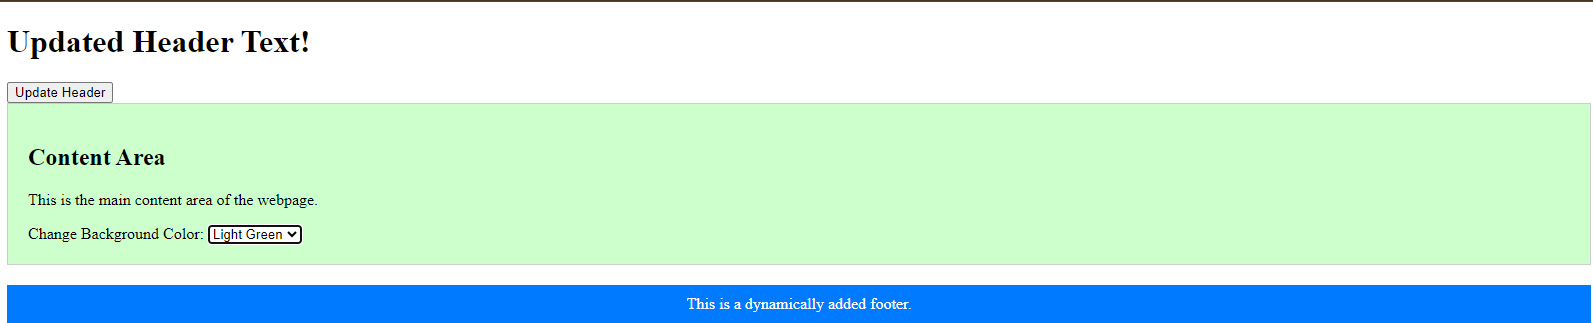 Updated Header Text!
Update Header
Content Area
This is the main content area of the webpage.
Change Background Color: Light Green
This is a dynamically added footer.